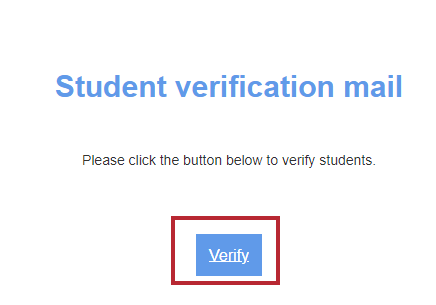 Student verification mail
Please click the button below to verify students.
Verify